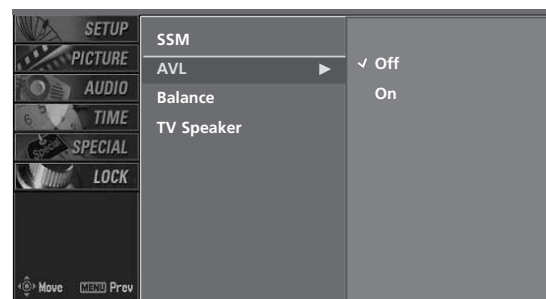 SETUP
PICTURE
AUDIO
TIME
SPECIAL
LOCK
Move MENU Prev
SSM
AVL
Balance
TV Speaker
Off
On